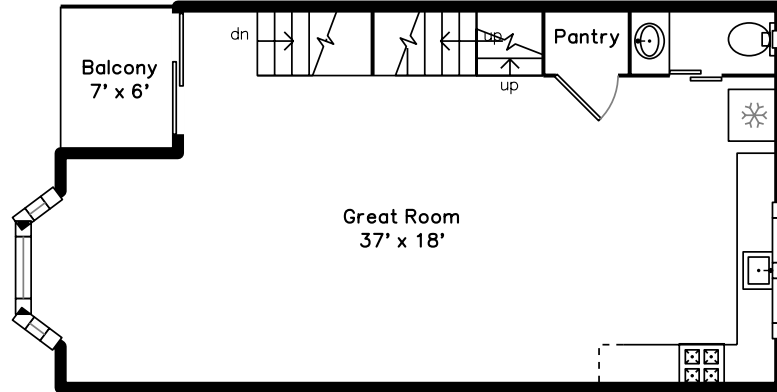 dn
up
Pantry
Balcony
7' x 6'
up
Great Room
37' x 18'